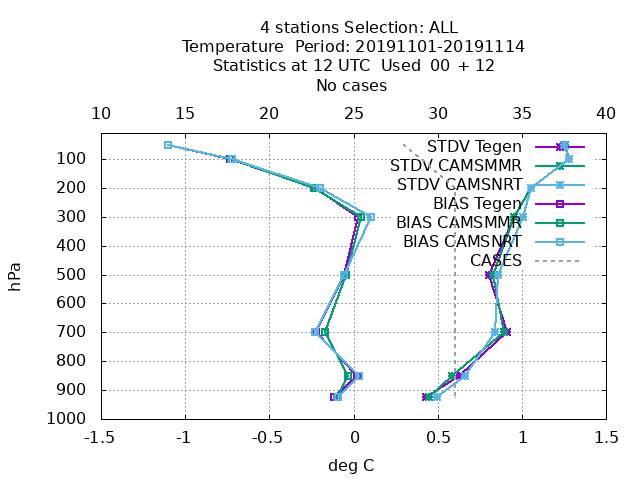 4 stations Selection: ALL
Temperature  Period: 20191101-20191114
Statistics at 12 UTC  Used  00 + 12
No cases
10 15 20 25 30 35 40
STDV Tegen
STDV CAMSMMR
STDV CAMSNRT
BIAS Tegen
BIAS CAMSMMR
BIAS CAMSNRT
CASES
hPa
100
200
300
400
500
600
700
800
900
1000
-1.5 -1 -0.5 0 0.5 1 1.5
deg C